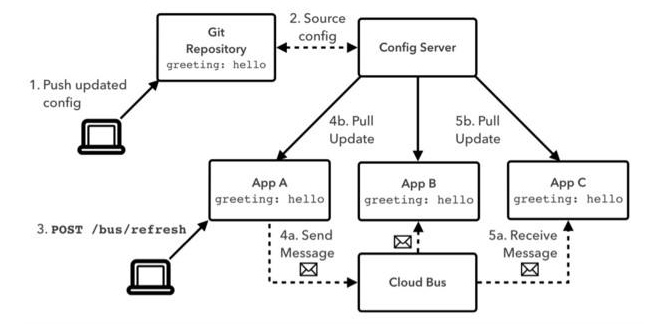 2. Source
config
Git
Repository
greeting: hello
Config Server
1. Push updated
config
4b. Pull
Update
5b. Pull
Update
App A
greeting: hello
App B
greeting: hello
App C
greeting: hello
3. POST /bus/refresh
4a. Send
Message
5a. Receive
Message
Cloud Bus